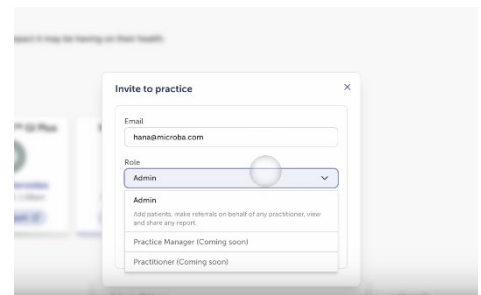 impact it may be having on their health.
Invite to practice
Email
hana@microba.com
Role
Admin
Admin
Add patients, make referrals on behalf of any practitioner, view
and share any report.
Practice Manager (Coming soon)
Practitioner (Coming soon)